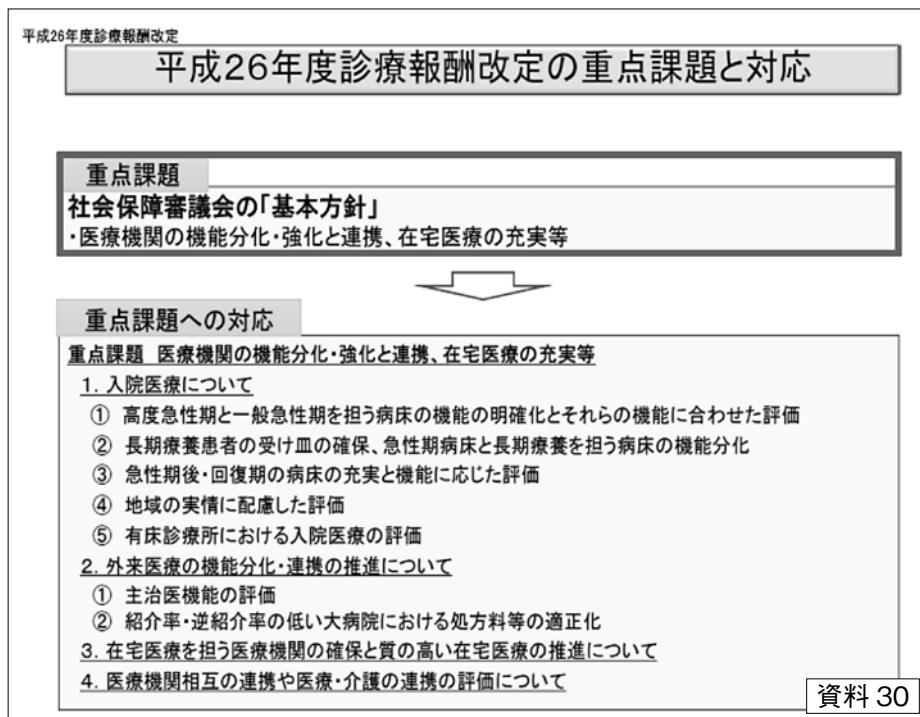 平成26年度診療報酬改定
平成26年度診療報酬改定の重点課題と対応
重点課題
社会保障審議会の「基本方針」
・医療機関の機能分化・強化と連携、在宅医療の充実等
重点課題への対応
重点課題 医療機関の機能分化・強化と連携、在宅医療の充実等
1. 入院医療について
① 高度急性期と一般急性期を担う病床の機能の明確化とそれらの機能に合わせた評価
② 長期療養患者の受け皿の確保、急性期病床と長期療養を担う病床の機能分化
③ 急性期後・回復期の病床の充実と機能に応じた評価
④ 地域の実情に配慮した評価
⑤ 有床診療所における入院医療の評価
2. 外来医療の機能分化・連携の推進について
① 主治医機能の評価
② 紹介率・逆紹介率の低い大病院における処方料等の適正化
3. 在宅医療を担う医療機関の確保と質の高い在宅医療の推進について
4. 医療機関相互の連携や医療・介護の連携の評価について
資料 30